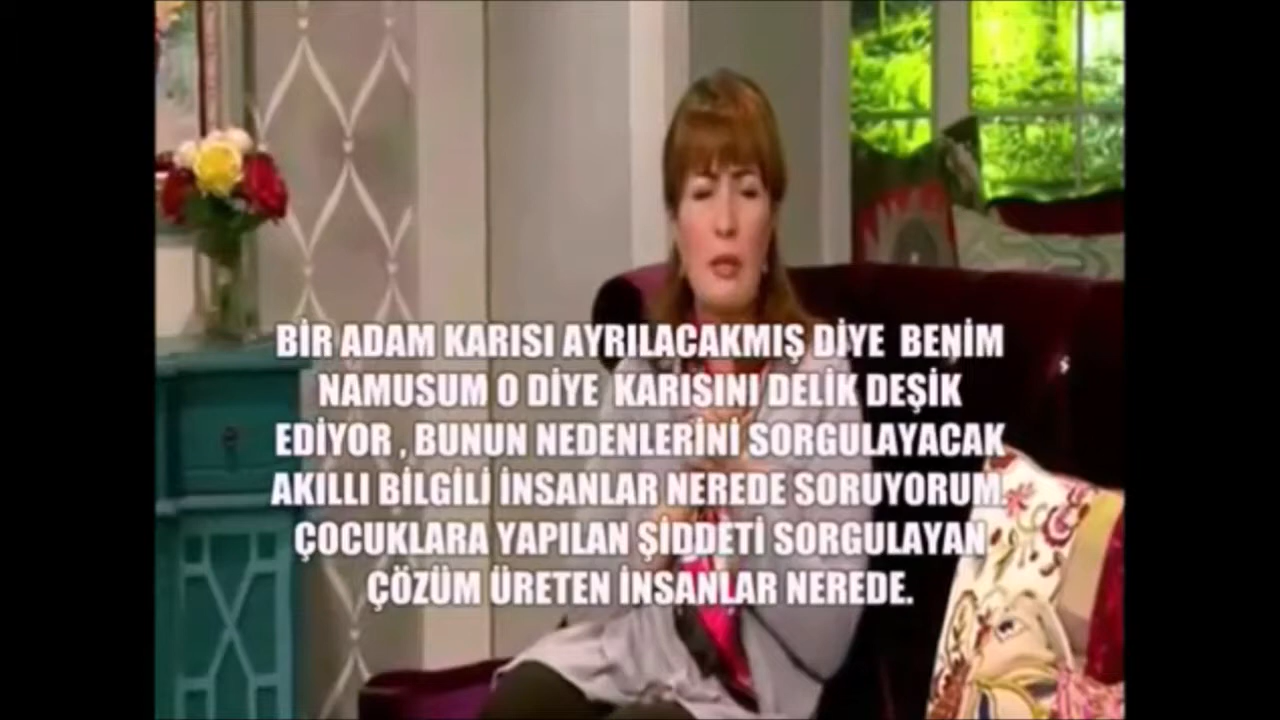 BİR ADAM KARISI AYRILACAKMIŞ DİYE BENİM
NAMUSUM O DİYE KARISINI DELİK DEŞİK
EDİYOR , BUNUN NEDENLERİNİ SORGULAYACAK
AKILLI BİLGİLİ İNSANLAR NEREDE SORUYORUM.
ÇOCUKLARA YAPILAN ŞİDDETİ SORGULAYAN
ÇÖZÜM ÜRETEN İNSANLAR NEREDE.